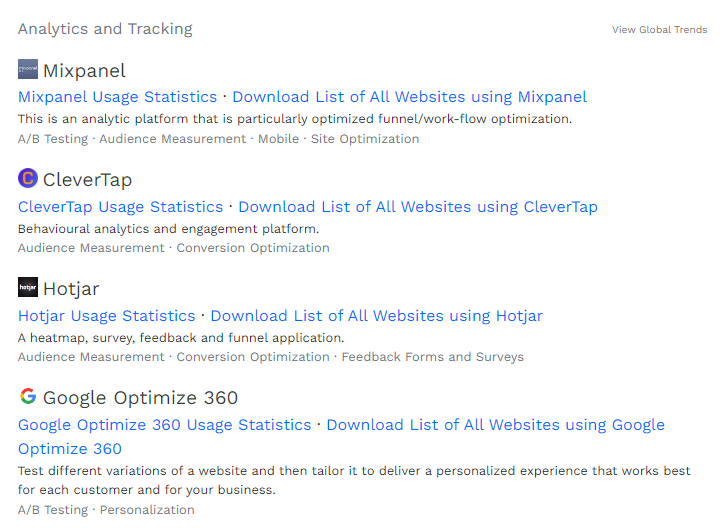 Analytics and Tracking
View Global Trends
Mixpanel
Mixpanel Usage Statistics · Download List of All Websites using Mixpanel
This is an analytic platform that is particularly optimized funnel/work-flow optimization.
A/B Testing · Audience Measurement · Mobile · Site Optimization
CleverTap
CleverTap Usage Statistics · Download List of All Websites using CleverTap
Behavioural analytics and engagement platform.
Audience Measurement · Conversion Optimization
hotjar Hotjar
Hotjar Usage Statistics · Download List of All Websites using Hotjar
A heatmap, survey, feedback and funnel application.
Audience Measurement · Conversion Optimization · Feedback Forms and Surveys
Google Optimize 360
Google Optimize 360 Usage Statistics · Download List of All Websites using Google
Optimize 360
Test different variations of a website and then tailor it to deliver a personalized experience that works best
for each customer and for your business.
A/B Testing · Personalization